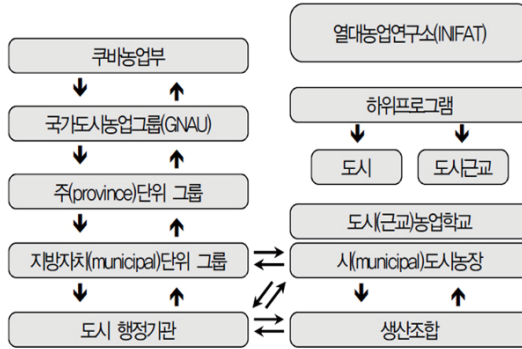 열대농업연구소(INIFAT)
쿠바농업부
하위프로그램
국가도시농업그룹(GNAU)
도시
도시근교
주(province)단위 그룹
도시(근교)농업학교
지방자치(municipal)단위 그룹
시(municipal)도시농장
도시 행정기관
생산조합